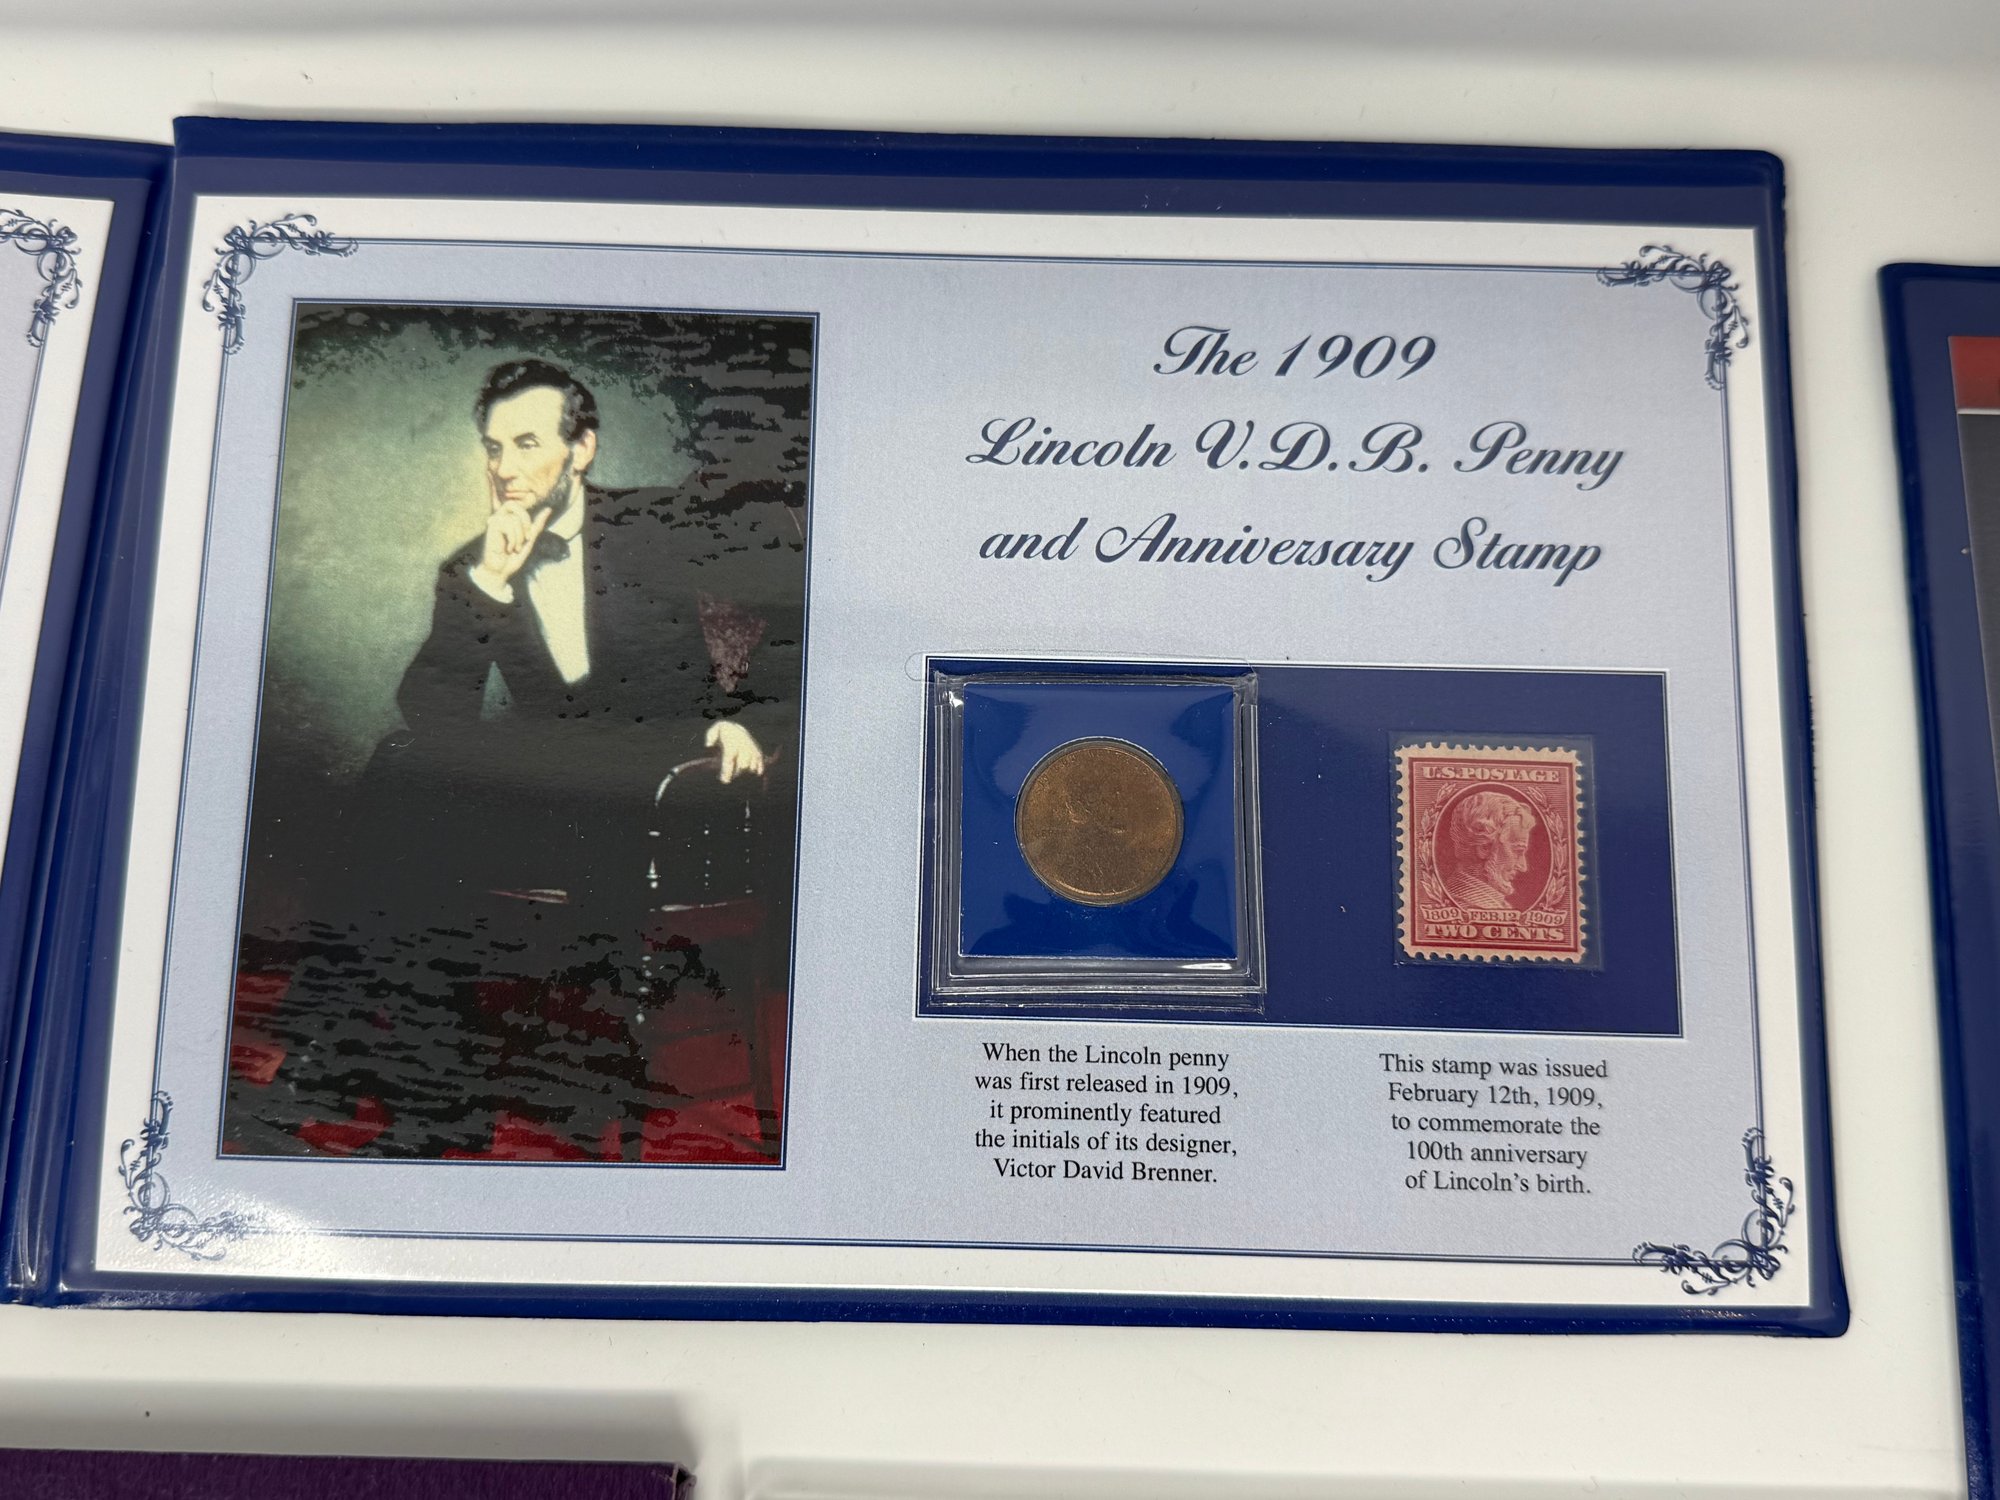 The 1909
Lincoln V.D.B. Penny
and Anniversary Stamp
U.S. POSTAGE
1809 FEB. 12 1909
TWO CENTS
When the Lincoln penny
was first released in 1909,
it prominently featured
the initials of its designer,
Victor David Brenner.
This stamp was issued
February 12th, 1909,
to commemorate the
100th anniversary
of Lincoln's birth.